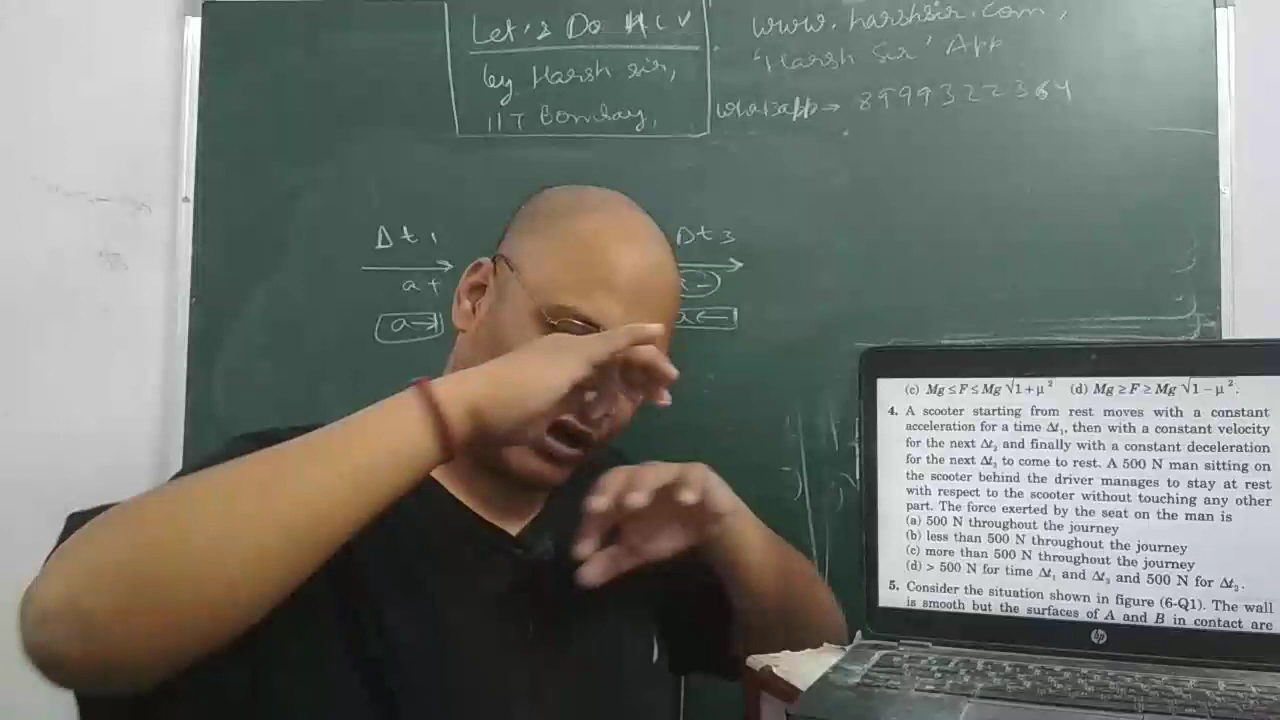 Let's Do HCV
by Harsh sir,
IIT Bombay,
www.harshsir.com,
'Harsh Sir' App
whatsapp → 8999322364
Δt1
a+
a→
Δt3
a←
(c) Mg ≤ F ≤ Mg √1 + μ² (d) Mg ≥ F ≥ Mg √1 − μ².
4. A scooter starting from rest moves with a constant
acceleration for a time Δt₁, then with a constant velocity
for the next Δt₂ and finally with a constant deceleration
for the next Δt₃ to come to rest. A 500 N man sitting on
the scooter behind the driver manages to stay at rest
with respect to the scooter without touching any other
part. The force exerted by the seat on the man is
(a) 500 N throughout the journey
(b) less than 500 N throughout the journey
(c) more than 500 N throughout the journey
(d) > 500 N for time Δt₁ and Δt₃ and 500 N for Δt₂.
5. Consider the situation shown in figure (6-Q1). The wall
is smooth but the surfaces of A and B in contact are
hp